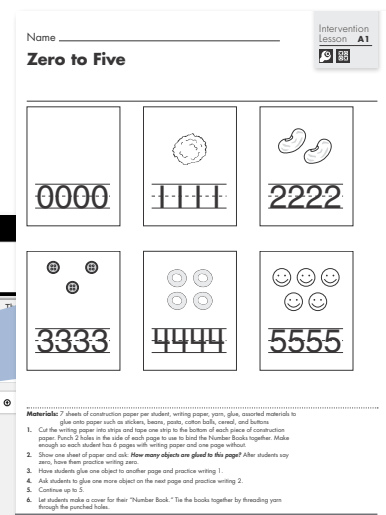 Name
Intervention
Lesson A1
Zero to Five
0000
1111
2222
3333
4444
5555
Materials: 7 sheets of construction paper per student, writing paper, yarn, glue, assorted materials to
glue onto paper such as stickers, beans, pasta, cotton balls, cereal, and buttons
1. Cut the writing paper into strips and tape one strip to the bottom of each piece of construction
paper. Punch 2 holes in the side of each page to use to bind the Number Books together. Make
enough so each student has 6 pages with writing paper and one page without.
2. Show one sheet of paper and ask: How many objects are glued to this page? After students say
zero, have them practice writing zero.
3. Have students glue one object to another page and practice writing 1.
4. Ask students to glue one more object on the next page and practice writing 2.
5. Continue up to 5.
6. Let students make a cover for their “Number Book.” Tie the books together by threading yarn
through the punched holes.